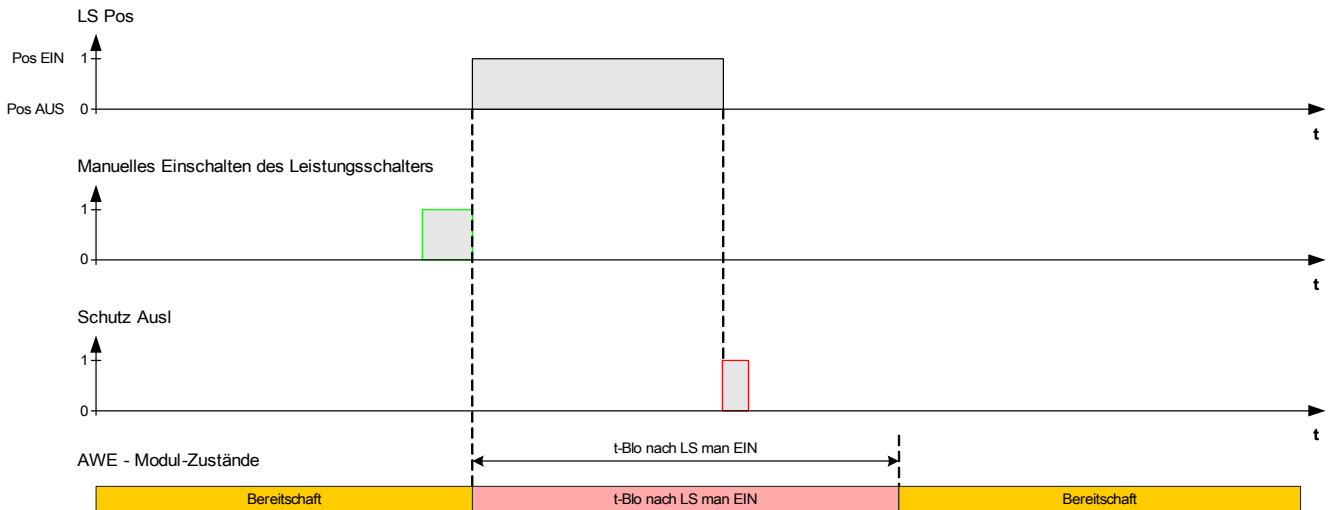 LS Pos
Pos EIN 1
Pos AUS 0
t
Manuelles Einschalten des Leistungsschalters
1
0
t
Schutz Ausl
1
0
t
AWE - Modul-Zustände
t-Blo nach LS man EIN
Bereitschaft t-Blo nach LS man EIN Bereitschaft